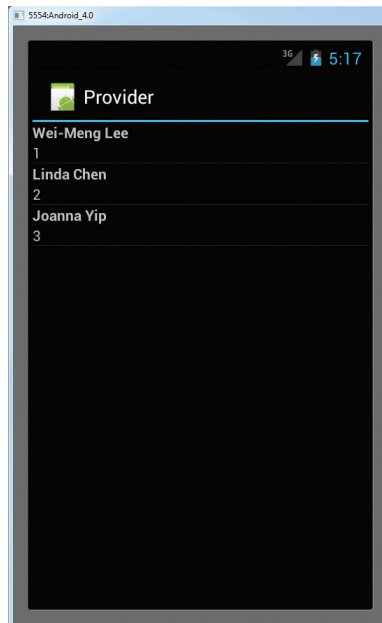 5554:Android_4.0
3G 5:17
Provider
Wei-Meng Lee
1
Linda Chen
2
Joanna Yip
3